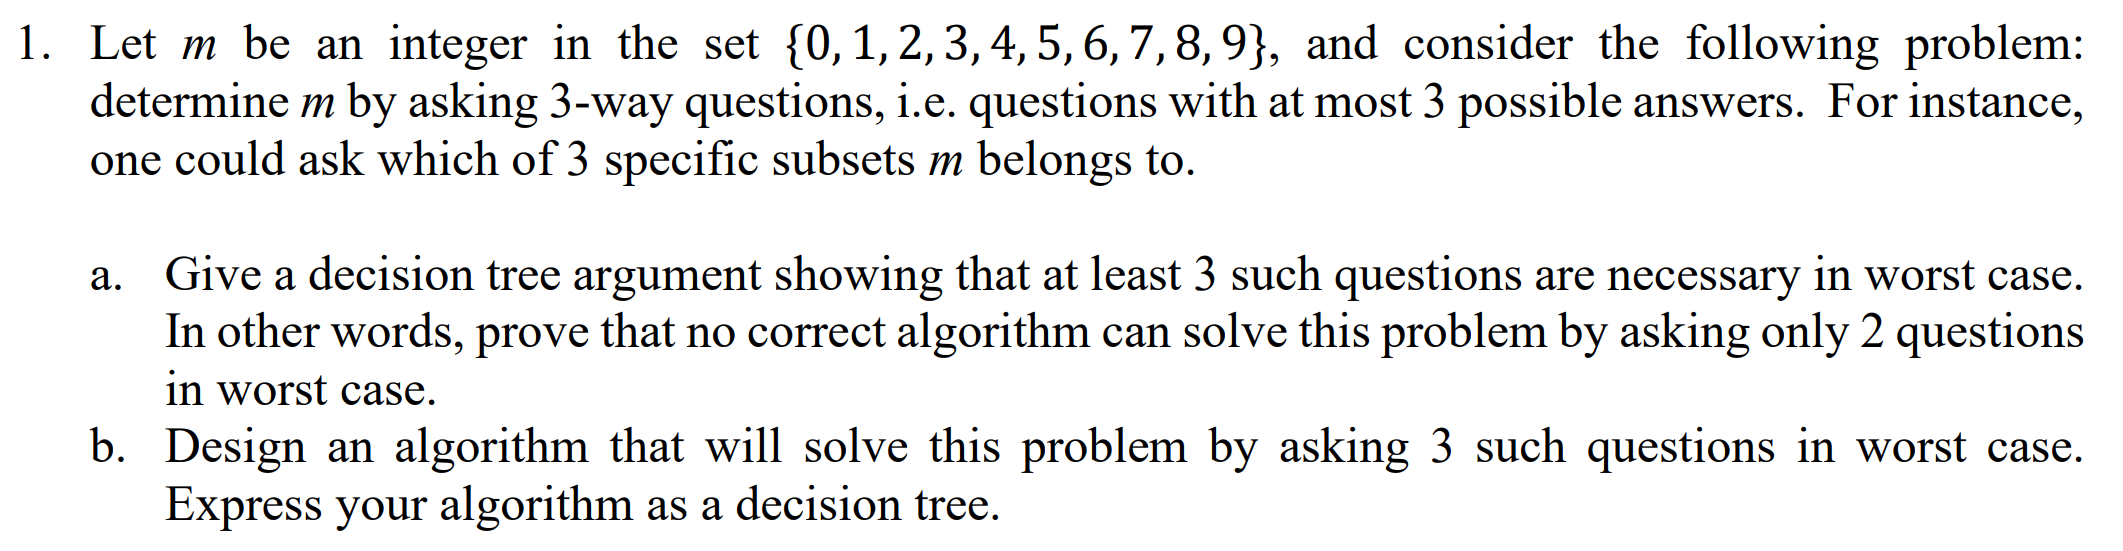 1. Let m be an integer in the set {0, 1, 2, 3, 4, 5, 6, 7, 8, 9}, and consider the following problem:
determine m by asking 3-way questions, i.e. questions with at most 3 possible answers. For instance,
one could ask which of 3 specific subsets m belongs to.
a. Give a decision tree argument showing that at least 3 such questions are necessary in worst case.
In other words, prove that no correct algorithm can solve this problem by asking only 2 questions
in worst case.
b. Design an algorithm that will solve this problem by asking 3 such questions in worst case.
Express your algorithm as a decision tree.